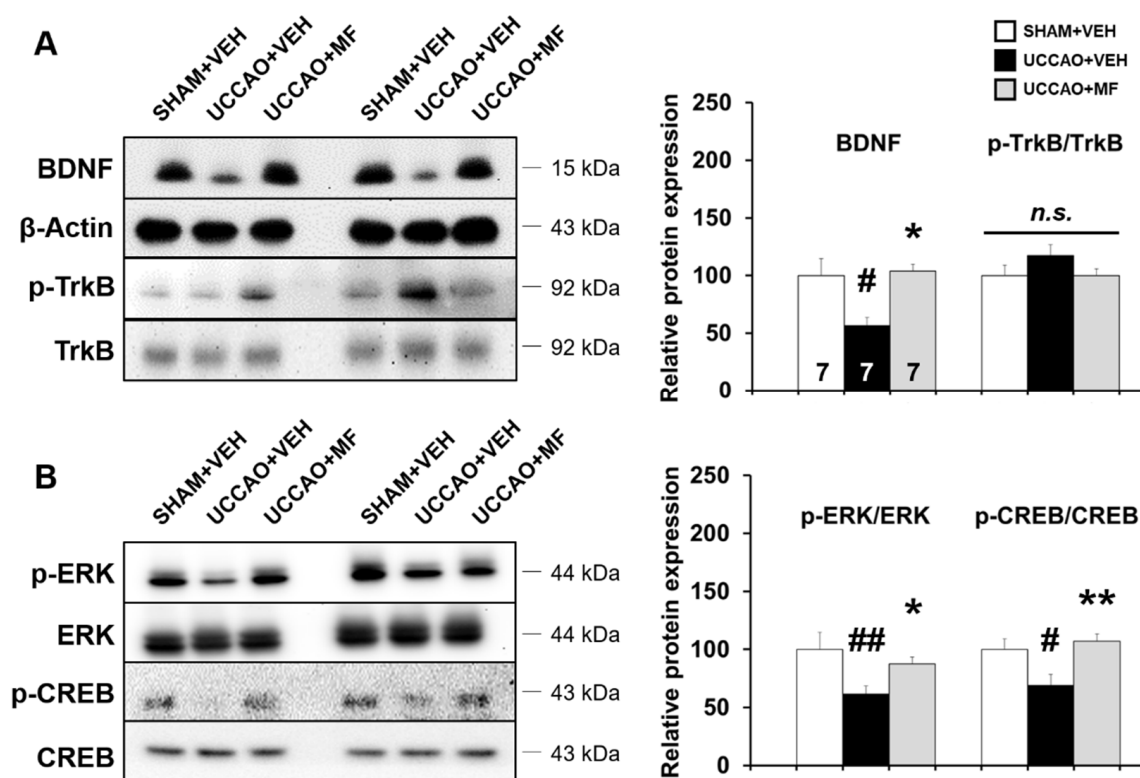 A
SHAM+VEH UCCAO+VEH UCCAO+MF SHAM+VEH UCCAO+VEH UCCAO+MF
BDNF 15 kDa
β-Actin 43 kDa
p-TrkB 92 kDa
TrkB 92 kDa
SHAM+VEH
UCCAO+VEH
UCCAO+MF
Relative protein expression
250
200
150
100
50
0
BDNF p-TrkB/TrkB
n.s.
*
#
7 7 7
B
SHAM+VEH UCCAO+VEH UCCAO+MF SHAM+VEH UCCAO+VEH UCCAO+MF
p-ERK 44 kDa
ERK 44 kDa
p-CREB 43 kDa
CREB 43 kDa
Relative protein expression
250
200
150
100
50
0
p-ERK/ERK p-CREB/CREB
## * # **